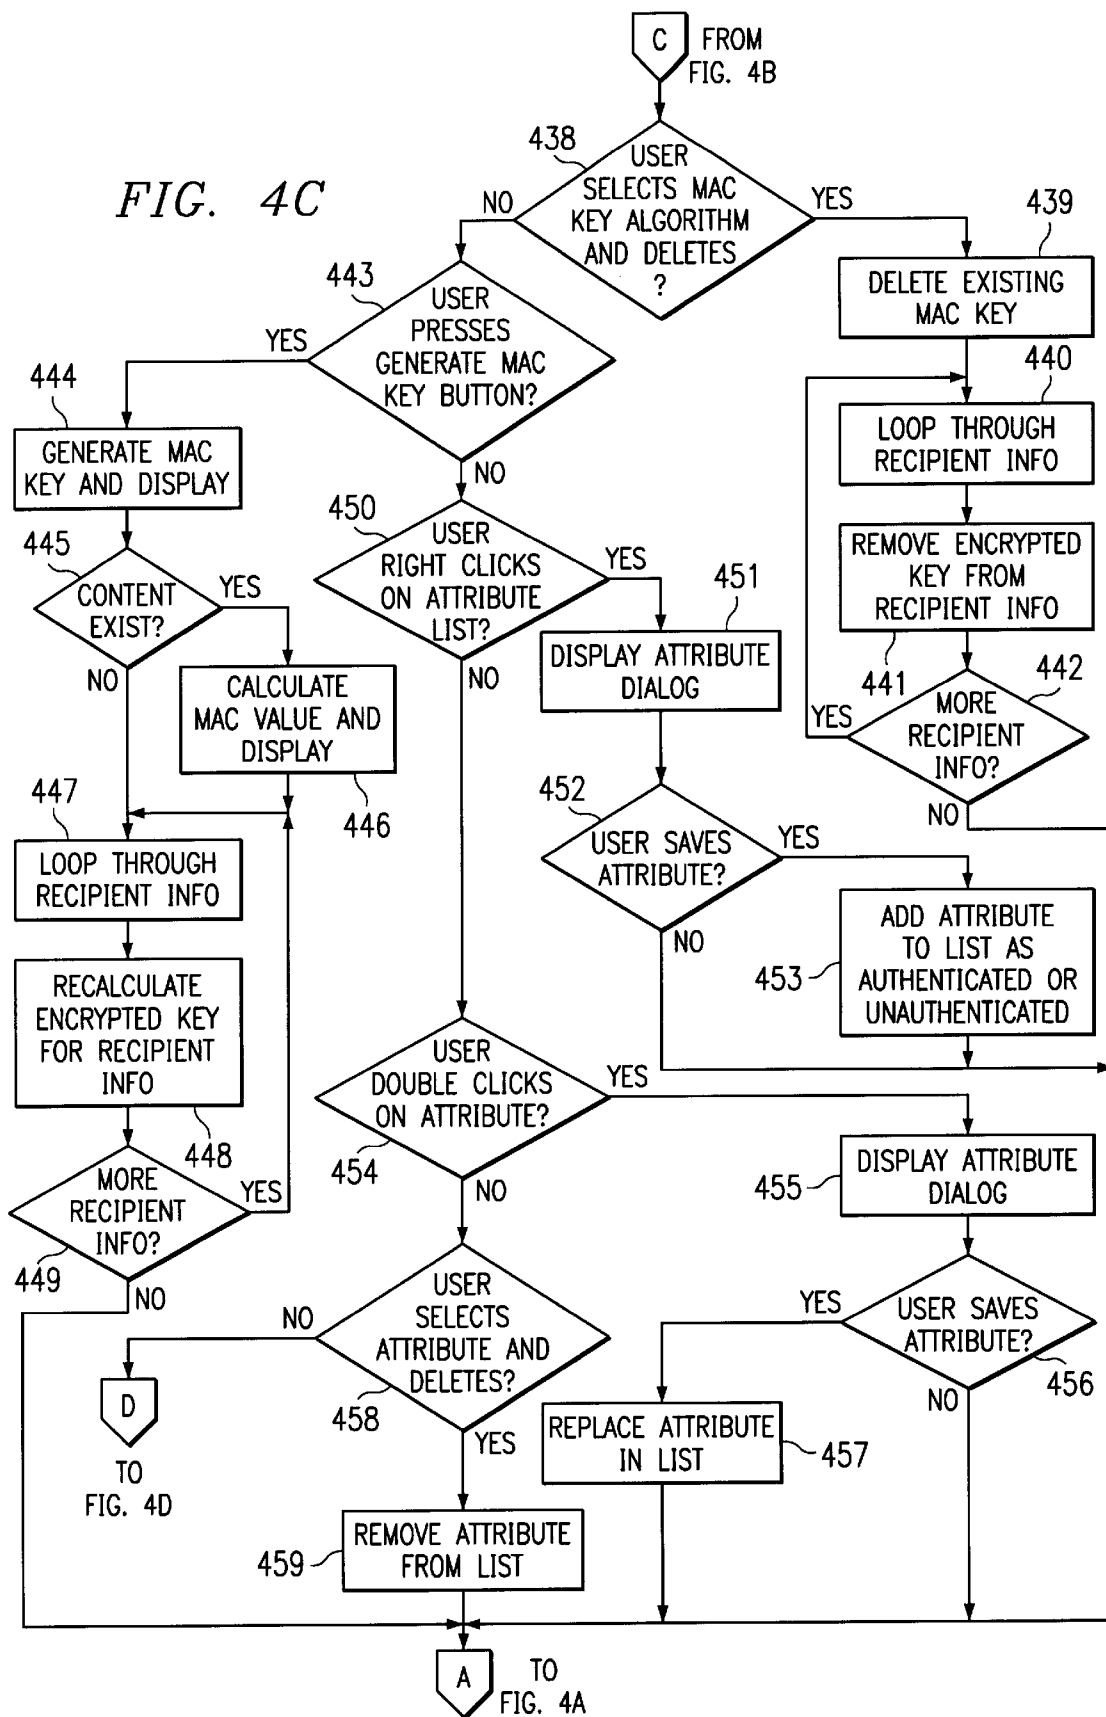 C
FROM
FIG. 4B
FIG. 4C
438
USER
SELECTS MAC
KEY ALGORITHM
AND DELETES
?
NO
YES
439
DELETE EXISTING
MAC KEY
443
USER
PRESSES
GENERATE MAC
KEY BUTTON?
YES
NO
440
LOOP THROUGH
RECIPIENT INFO
444
GENERATE MAC
KEY AND DISPLAY
450
USER
RIGHT CLICKS
ON ATTRIBUTE
LIST?
YES
NO
REMOVE ENCRYPTED
KEY FROM
RECIPIENT INFO
441
445
CONTENT
EXIST?
YES
NO
451
DISPLAY ATTRIBUTE
DIALOG
442
MORE
RECIPIENT
INFO?
YES
NO
CALCULATE
MAC VALUE AND
DISPLAY
446
447
LOOP THROUGH
RECIPIENT INFO
452
USER SAVES
ATTRIBUTE?
YES
NO
453
ADD ATTRIBUTE
TO LIST AS
AUTHENTICATED OR
UNAUTHENTICATED
RECALCULATE
ENCRYPTED KEY
FOR RECIPIENT
INFO
448
USER
DOUBLE CLICKS
ON ATTRIBUTE?
454
YES
NO
MORE
RECIPIENT
INFO?
449
YES
NO
455
DISPLAY ATTRIBUTE
DIALOG
USER
SELECTS
ATTRIBUTE AND
DELETES?
458
NO
YES
USER SAVES
ATTRIBUTE?
456
YES
NO
D
TO
FIG. 4D
REPLACE ATTRIBUTE
IN LIST
457
459
REMOVE ATTRIBUTE
FROM LIST
A
TO
FIG. 4A